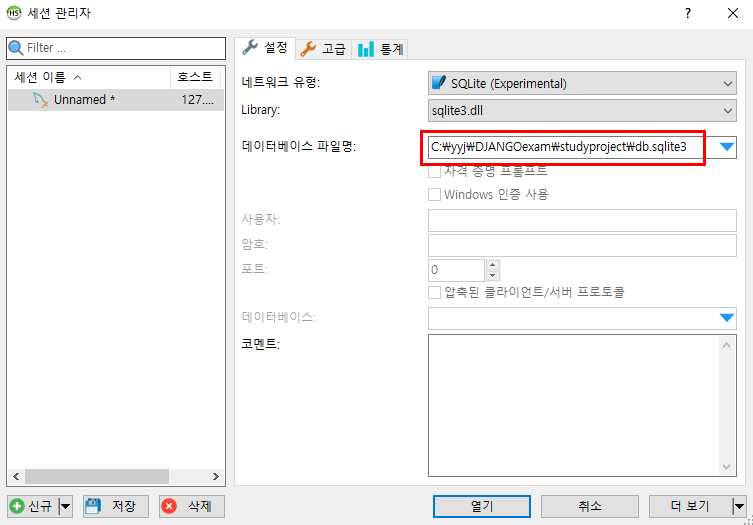 HS 세션 관리자
? ×
Filter ...
세션 이름 호스트
Unnamed * 127....
설정 고급 통계
네트워크 유형: SQLite (Experimental)
Library: sqlite3.dll
데이터베이스 파일명: C:\yyj\DJANGOexam\studyproject\db.sqlite3
자격 증명 프롬프트
Windows 인증 사용
사용자:
암호:
포트: 0
압축된 클라이언트/서버 프로토콜
데이터베이스:
코멘트:
신규 저장 삭제 열기 취소 더 보기